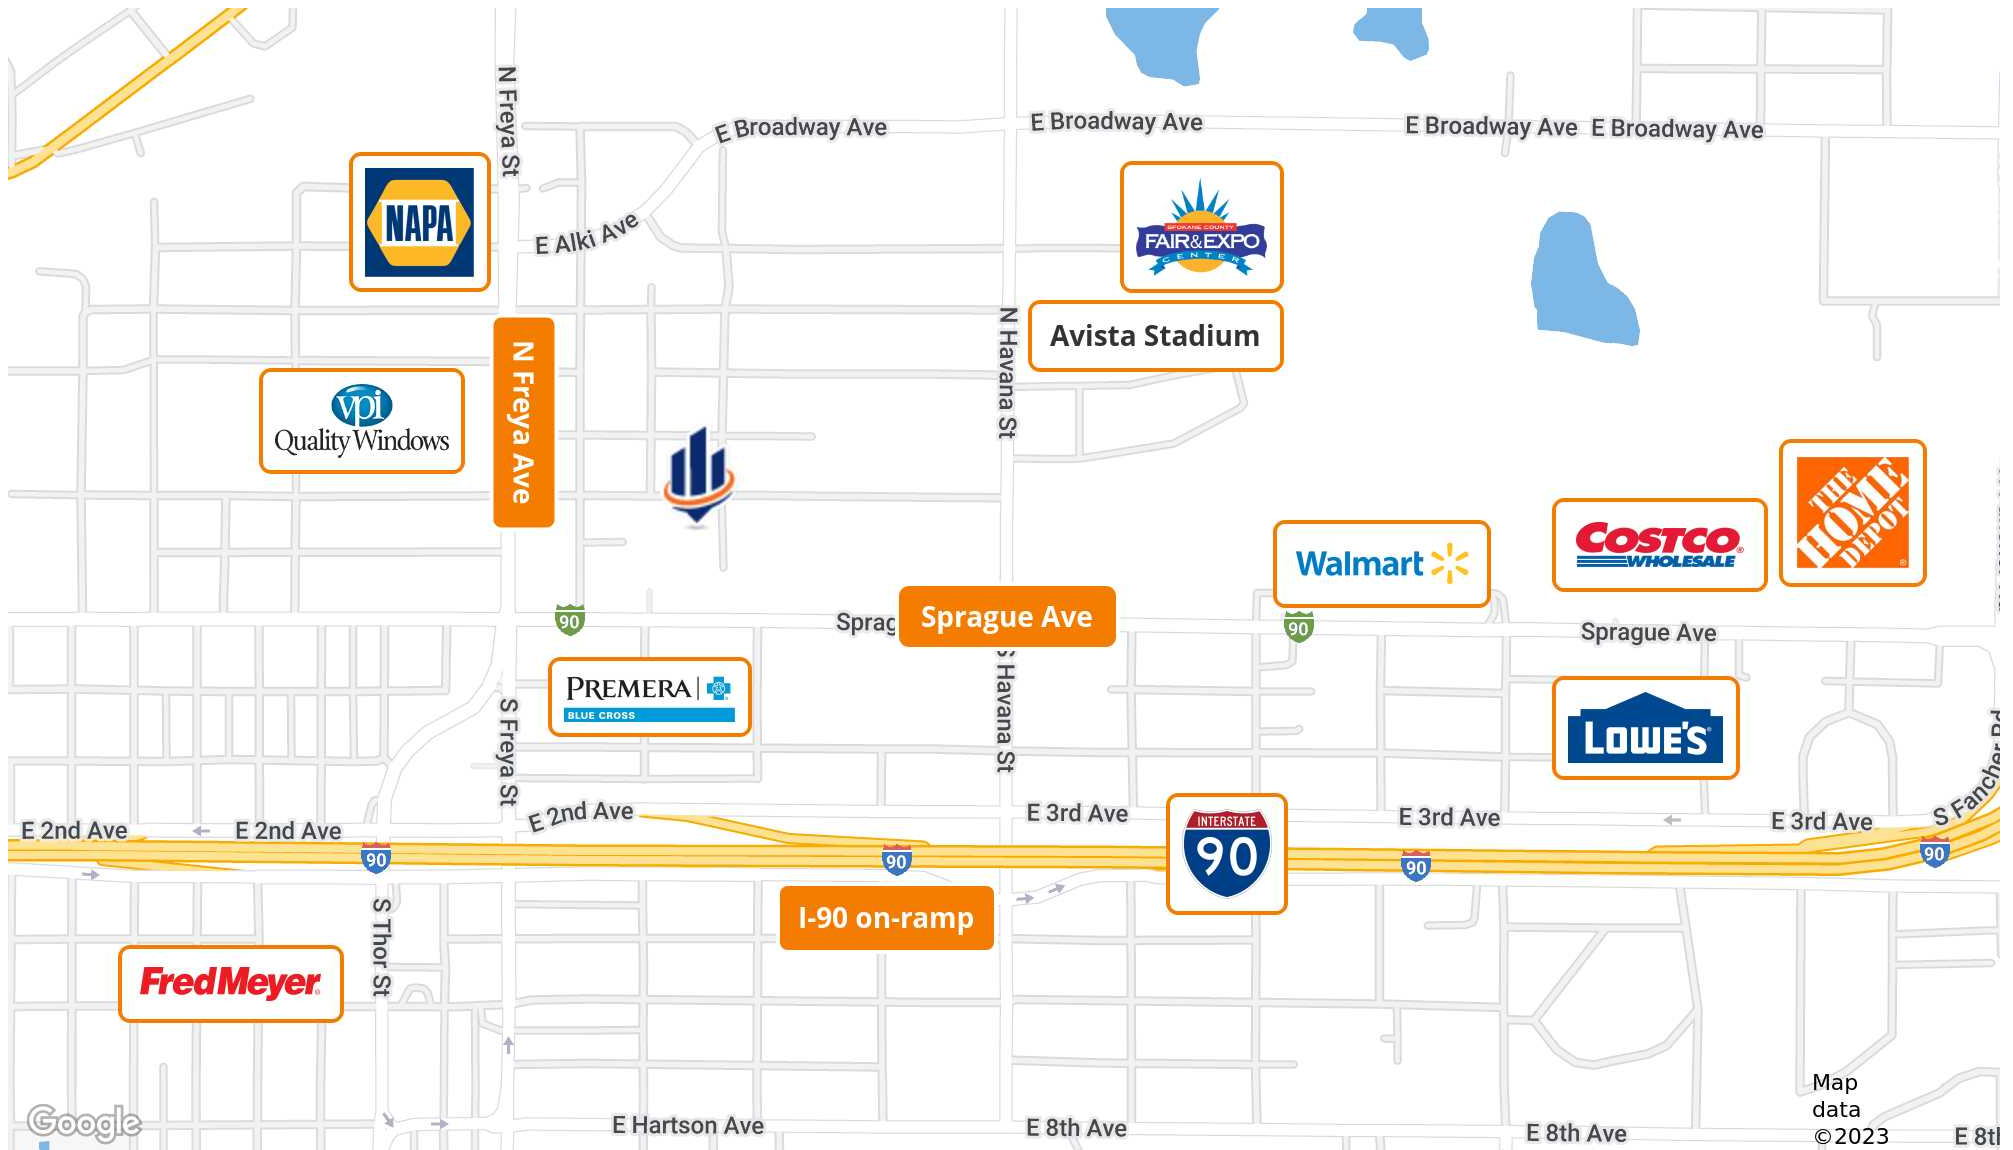 N Freya St
E Broadway Ave
E Broadway Ave
E Broadway Ave
E Broadway Ave
NAPA
E Alki Ave
SPOKANE COUNTY
FAIR&EXPO
CENTER
N Havana St
Avista Stadium
N Freya Ave
vpi
Quality Windows
THE
HOME
DEPOT
®
COSTCO®
WHOLESALE
Walmart
90
Sprag
Sprague Ave
90
Sprague Ave
PREMERA
BLUE CROSS
S Havana St
S Freya St
LOWE'S
S Fancher Rd
E 2nd Ave
E 2nd Ave
E 2nd Ave
E 3rd Ave
E 3rd Ave
E 3rd Ave
90
90
INTERSTATE
90
90
90
I-90 on-ramp
S Thor St
Fred Meyer
Map
data
©2023
Google
E Hartson Ave
E 8th Ave
E 8th Ave
E 8th